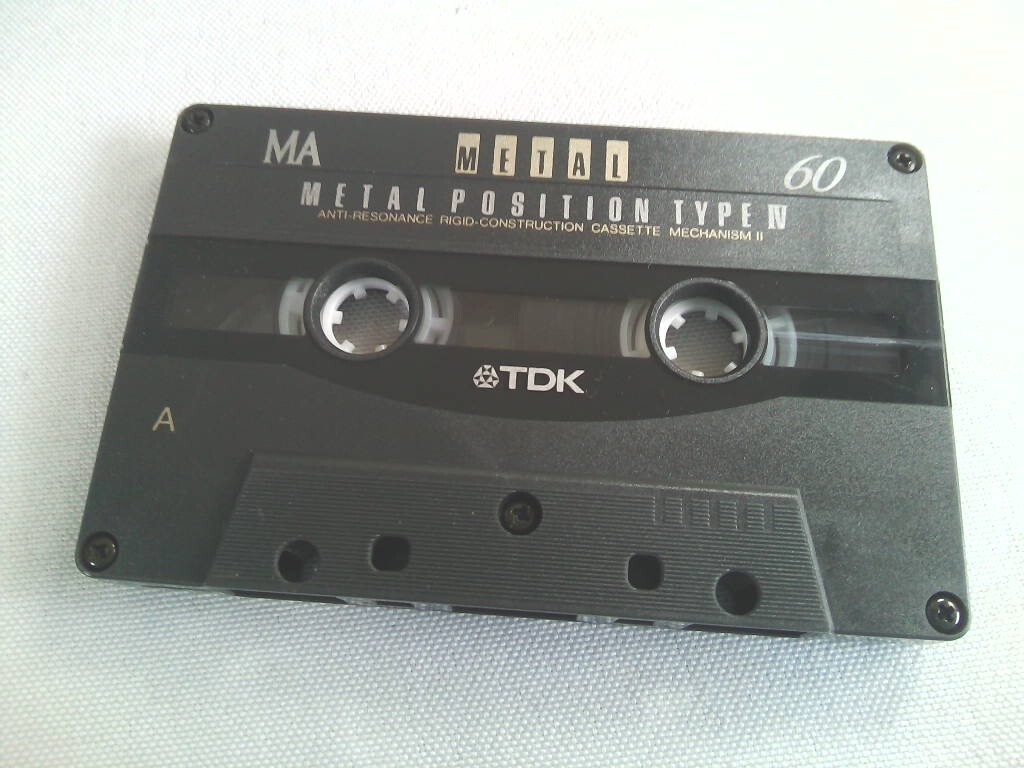 MA METAL 60
METAL POSITION TYPE IV
ANTI-RESONANCE RIGID-CONSTRUCTION CASSETTE MECHANISM II
TDK
A